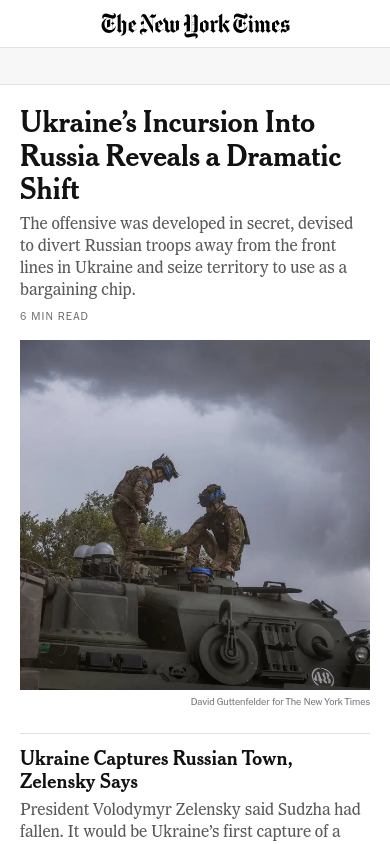 The New York Times
Ukraine’s Incursion Into
Russia Reveals a Dramatic
Shift
The offensive was developed in secret, devised
to divert Russian troops away from the front
lines in Ukraine and seize territory to use as a
bargaining chip.
6 MIN READ
48
David Guttenfelder for The New York Times
Ukraine Captures Russian Town,
Zelensky Says
President Volodymyr Zelensky said Sudzha had
fallen. It would be Ukraine’s first capture of a